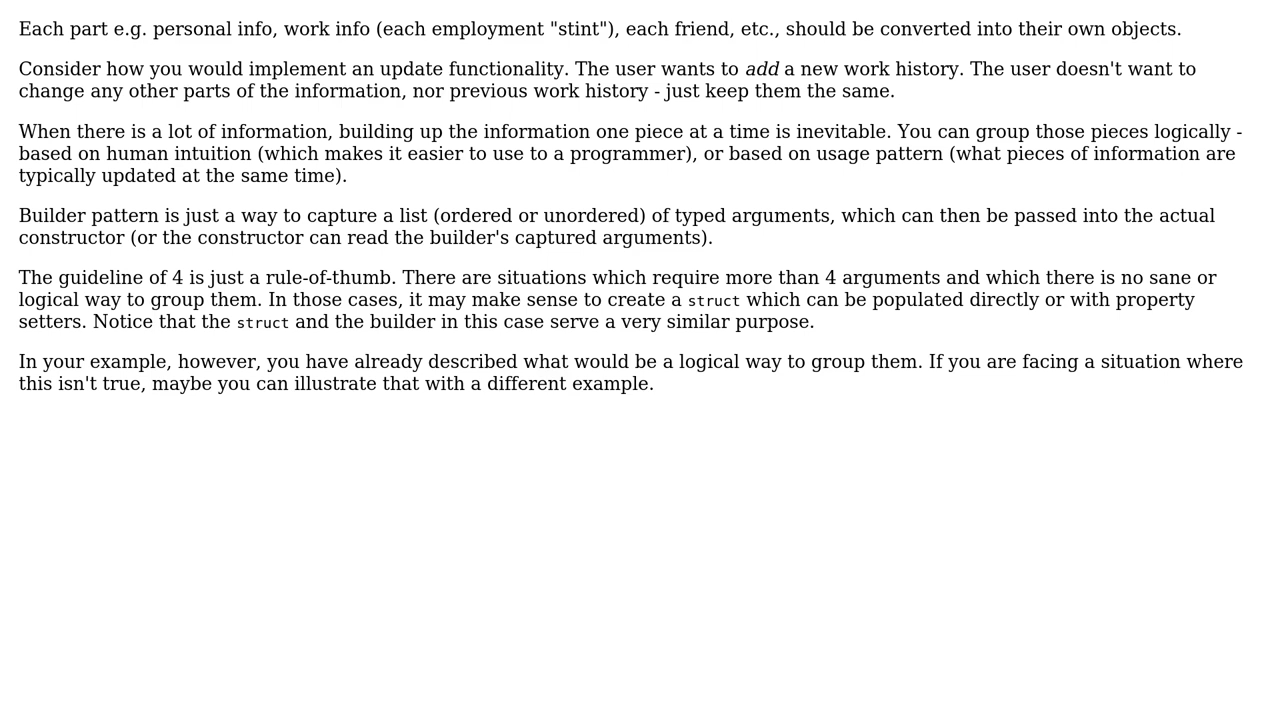 Each part e.g. personal info, work info (each employment "stint"), each friend, etc., should be converted into their own objects.
Consider how you would implement an update functionality. The user wants to add a new work history. The user doesn't want to
change any other parts of the information, nor previous work history - just keep them the same.
When there is a lot of information, building up the information one piece at a time is inevitable. You can group those pieces logically -
based on human intuition (which makes it easier to use to a programmer), or based on usage pattern (what pieces of information are
typically updated at the same time).
Builder pattern is just a way to capture a list (ordered or unordered) of typed arguments, which can then be passed into the actual
constructor (or the constructor can read the builder's captured arguments).
The guideline of 4 is just a rule-of-thumb. There are situations which require more than 4 arguments and which there is no sane or
logical way to group them. In those cases, it may make sense to create a struct which can be populated directly or with property
setters. Notice that the struct and the builder in this case serve a very similar purpose.
In your example, however, you have already described what would be a logical way to group them. If you are facing a situation where
this isn't true, maybe you can illustrate that with a different example.